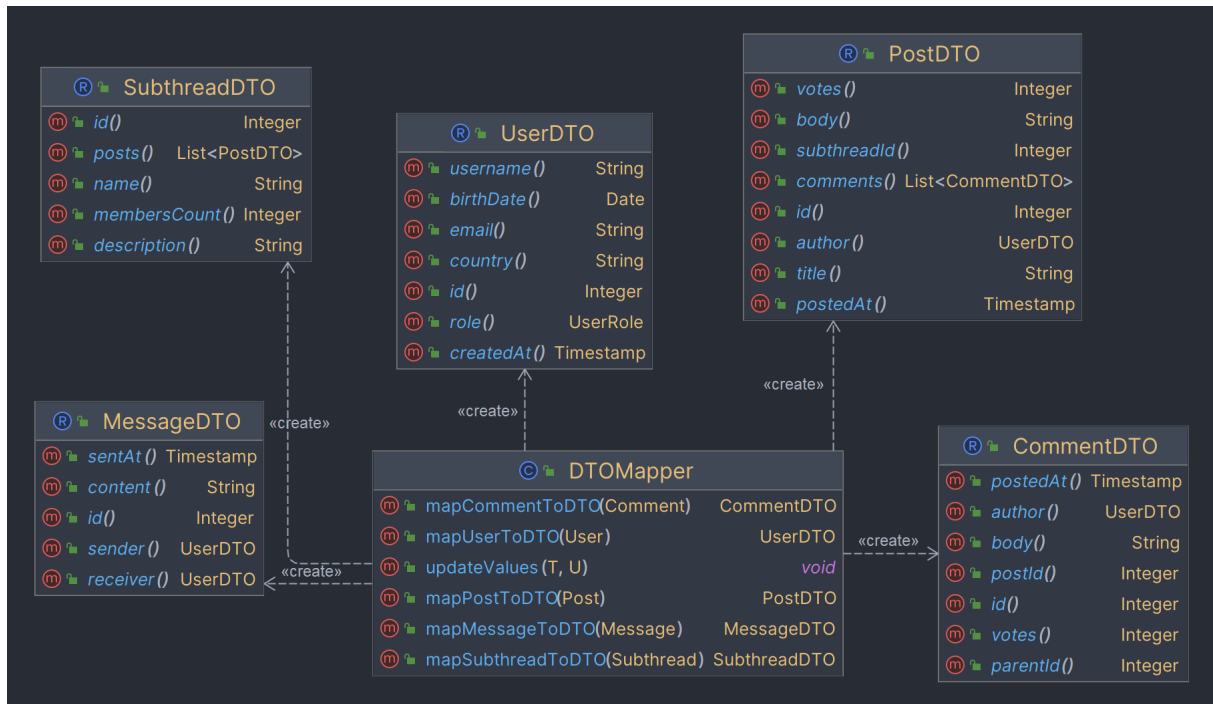 SubthreadDTO
id() Integer
posts() List<PostDTO>
name() String
membersCount() Integer
description() String
UserDTO
username() String
birthDate() Date
email() String
country() String
id() Integer
role() UserRole
createdAt() Timestamp
PostDTO
votes() Integer
body() String
subthreadId() Integer
comments() List<CommentDTO>
id() Integer
author() UserDTO
title() String
postedAt() Timestamp
«create»
«create»
«create»
MessageDTO
sentAt() Timestamp
content() String
id() Integer
sender() UserDTO
receiver() UserDTO
«create»
DTOMapper
mapCommentToDTO(Comment) CommentDTO
mapUserToDTO(User) UserDTO
updateValues(T, U) void
mapPostToDTO(Post) PostDTO
mapMessageToDTO(Message) MessageDTO
mapSubthreadToDTO(Subthread) SubthreadDTO
«create»
CommentDTO
postedAt() Timestamp
author() UserDTO
body() String
postId() Integer
id() Integer
votes() Integer
parentId() Integer